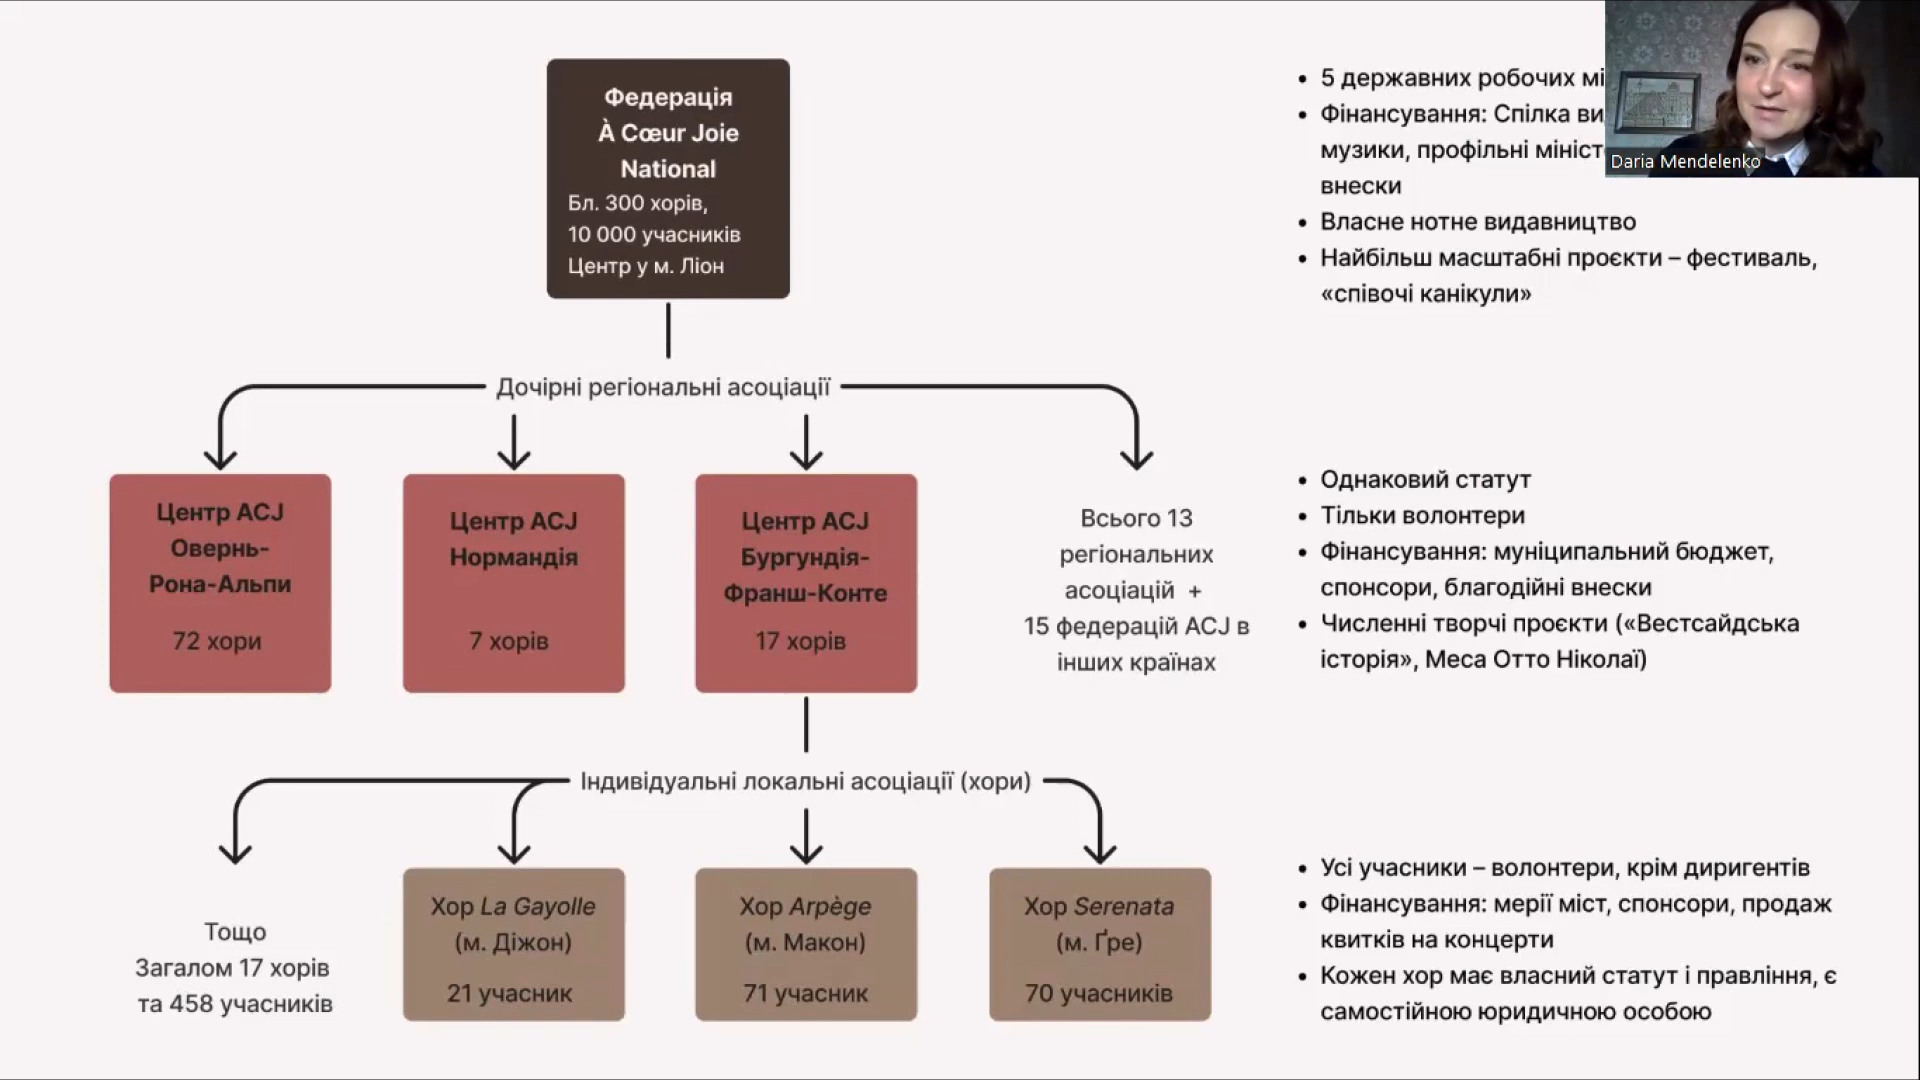 Федерація
À Cœur Joie
National
Бл. 300 хорів,
10 000 учасників
Центр у м. Ліон
5 державних робочих
Фінансування: Спілка
музики, профільні
внески
Власне нотне видавництво
Найбільш масштабні проєкти – фестиваль,
«співочі канікули»
Daria Mendelenko
Дочірні регіональні асоціації
Центр ACJ
Овернь-
Рона-Альпи
72 хори
Центр ACJ
Нормандія
7 хорів
Центр ACJ
Бургундія-
Франш-Конте
17 хорів
Всього 13
регіональних
асоціацій +
15 федерацій ACJ в
інших країнах
Однаковий статут
Тільки волонтери
Фінансування: муніципальний бюджет,
спонсори, благодійні внески
Численні творчі проєкти («Вестсайдська
історія», Меса Отто Ніколаї)
Індивідуальні локальні асоціації (хори)
Тощо
Загалом 17 хорів
та 458 учасників
Хор La Gayolle
(м. Діжон)
21 учасник
Хор Arpège
(м. Макон)
71 учасник
Хор Serenata
(м. Ґре)
70 учасників
Усі учасники – волонтери, крім диригентів
Фінансування: мерії міст, спонсори, продаж
квитків на концерти
Кожен хор має власний статут і правління, є
самостійною юридичною особою